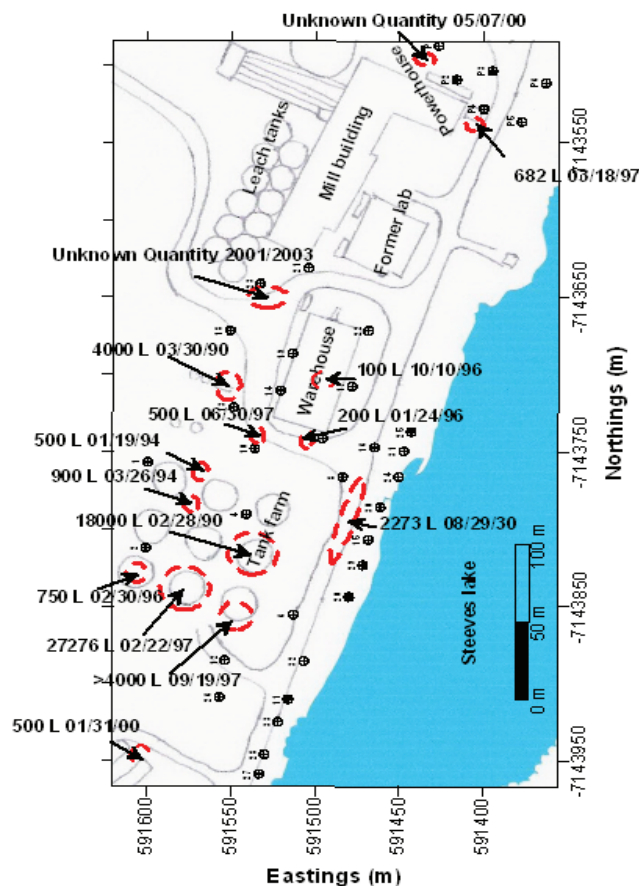 Unknown Quantity 05/07/00
Powerhouse
-7143550
682 L 03/18/97
Leach tanks
Mill building
Former lab
Northings (m)
Unknown Quantity 2001/2003
-7143650
4000 L 03/30/90
Warehouse
100 L 10/10/96
500 L 06/30/97
200 L 01/24/96
500 L 01/19/94
-7143750
900 L 03/26/94
18000 L 02/28/90
Tank farm
2273 L 08/29/30
750 L 02/30/96
-7143850
27276 L 02/22/97
>4000 L 09/19/97
Steeves lake
100 m
50 m
0 m
500 L 01/31/00
-7143950
591600
591550
591500
591450
591400
Eastings (m)